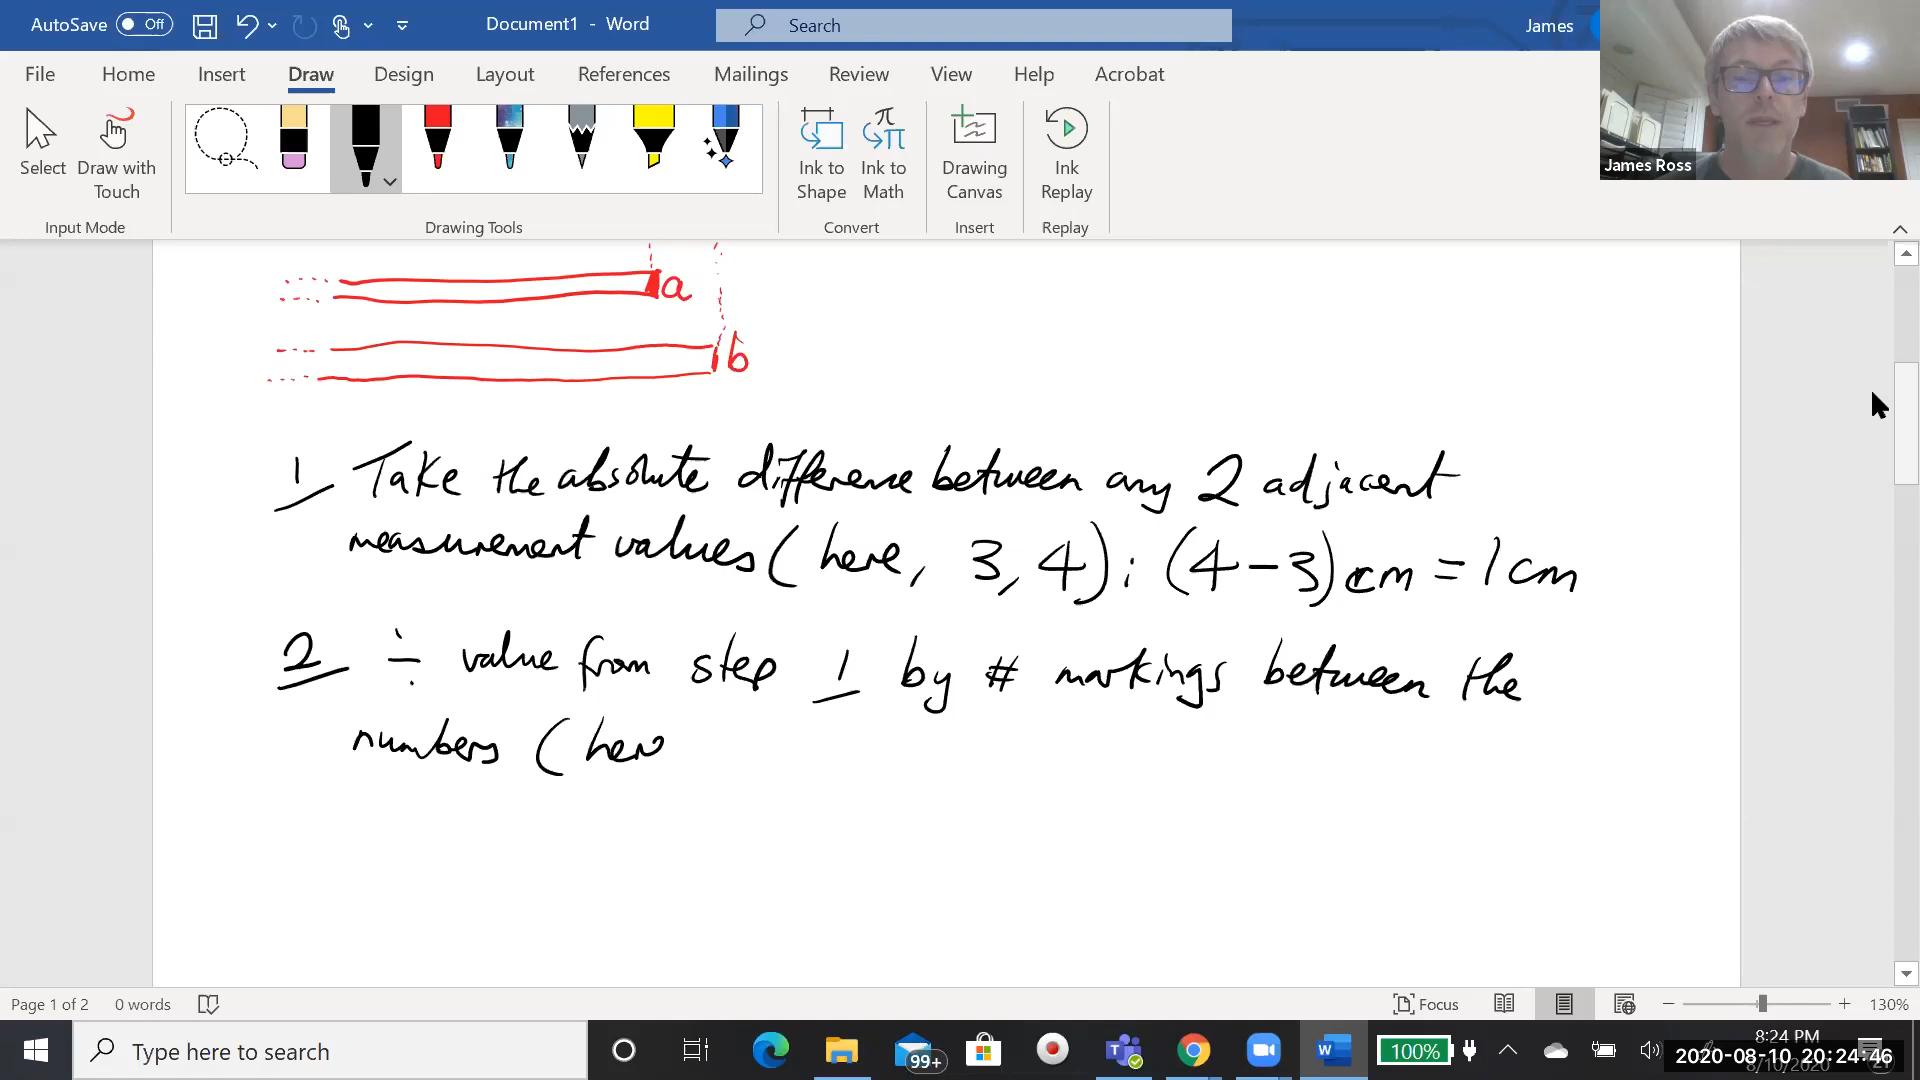 AutoSave Off Document1 - Word Search James
File Home Insert Draw Design Layout References Mailings Review View Help Acrobat
Select Draw with Touch Ink to Shape Ink to Math Drawing Canvas Ink Replay
Input Mode Drawing Tools Convert Insert Replay
James Ross
a
b
1 Take the absolute difference between any 2 adjacent
measurement values (here, 3, 4): (4-3) cm = 1 cm
2 ÷ value from step 1 by # markings between the
numbers (here
Page 1 of 2 0 words Focus 130%
Type here to search 99+ 100% 8:24 PM
8/10/2020 21
2020-08-10 20:24:46